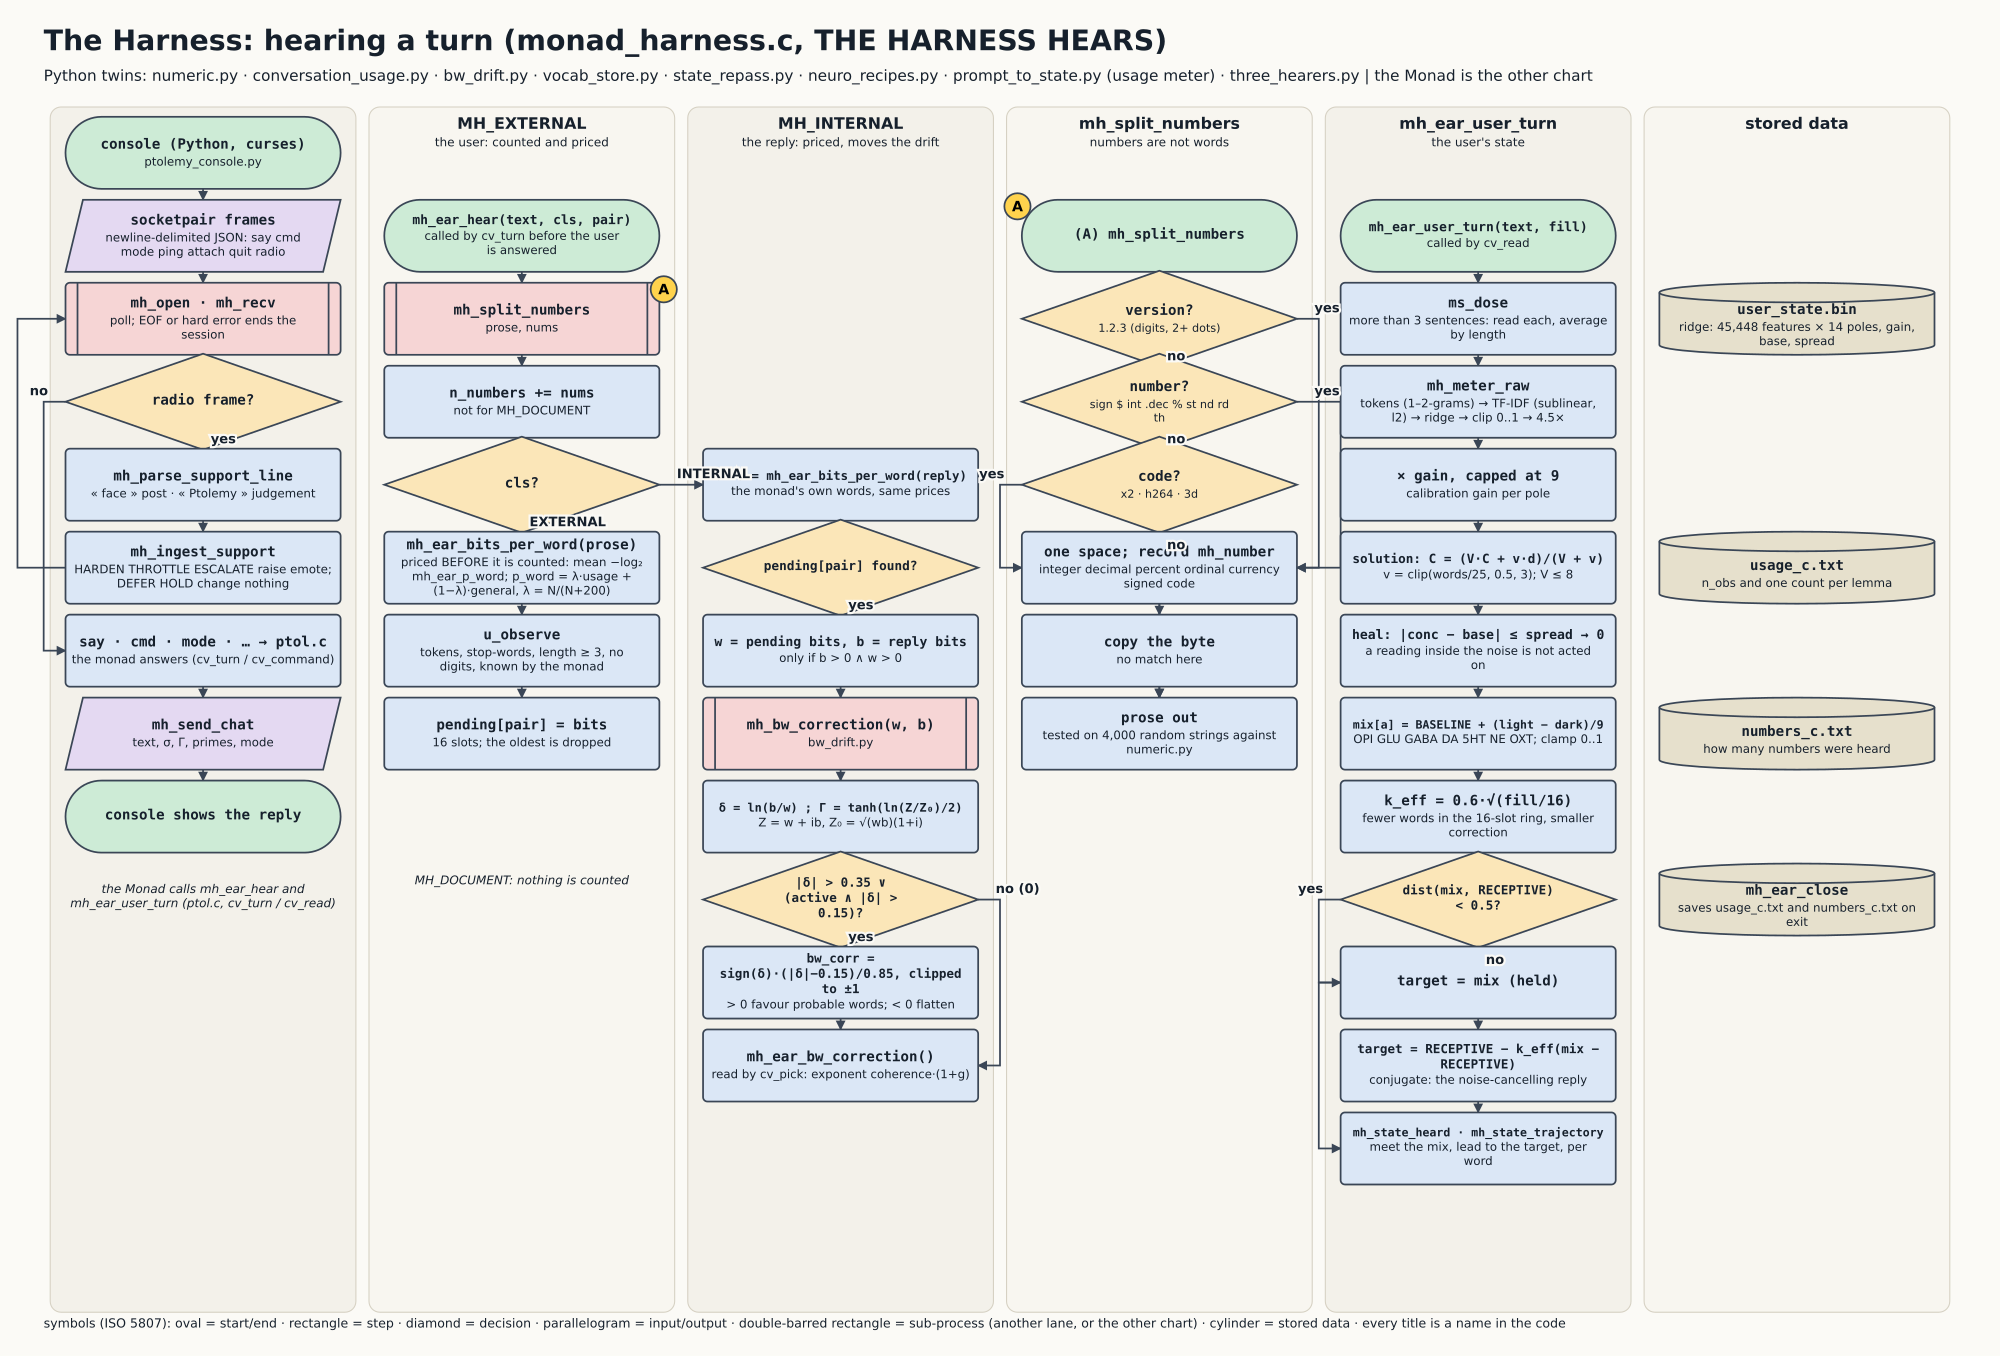 The Harness: hearing a turn (monad_harness.c, THE HARNESS HEARS)
Python twins: numeric.py · conversation_usage.py · bw_drift.py · vocab_store.py · state_repass.py · neuro_recipes.py · prompt_to_state.py (usage meter) · three_hearers.py | the Monad is the other chart
console (Python, curses)
ptolemy_console.py
socketpair frames
newline-delimited JSON: say cmd
mode ping attach quit radio
mh_open · mh_recv
poll; EOF or hard error ends the
session
radio frame?
no
yes
mh_parse_support_line
« face » post · « Ptolemy » judgement
mh_ingest_support
HARDEN THROTTLE ESCALATE raise emote;
DEFER HOLD change nothing
say · cmd · mode · … → ptol.c
the monad answers (cv_turn / cv_command)
mh_send_chat
text, σ, Γ, primes, mode
console shows the reply
the Monad calls mh_ear_hear and
mh_ear_user_turn (ptol.c, cv_turn / cv_read)
MH_EXTERNAL
the user: counted and priced
mh_ear_hear(text, cls, pair)
called by cv_turn before the user
is answered
A
mh_split_numbers
prose, nums
n_numbers += nums
not for MH_DOCUMENT
cls?
INTERNAL
EXTERNAL
mh_ear_bits_per_word(prose)
priced BEFORE it is counted: mean −log₂
mh_ear_p_word; p_word = λ·usage +
(1−λ)·general, λ = N/(N+200)
u_observe
tokens, stop-words, length ≥ 3, no
digits, known by the monad
pending[pair] = bits
16 slots; the oldest is dropped
MH_DOCUMENT: nothing is counted
MH_INTERNAL
the reply: priced, moves the drift
= mh_ear_bits_per_word(reply)
the monad's own words, same prices
pending[pair] found?
yes
w = pending bits, b = reply bits
only if b > 0 ∧ w > 0
mh_bw_correction(w, b)
bw_drift.py
δ = ln(b/w) ; Γ = tanh(ln(Z/Z₀)/2)
Z = w + ib, Z₀ = √(wb)(1+i)
|δ| > 0.35 ∨
(active ∧ |δ| >
0.15)?
no (0)
yes
bw_corr =
sign(δ)·(|δ|−0.15)/0.85, clipped
to ±1
> 0 favour probable words; < 0 flatten
mh_ear_bw_correction()
read by cv_pick: exponent coherence·(1+g)
mh_split_numbers
numbers are not words
A
(A) mh_split_numbers
version?
1.2.3 (digits, 2+ dots)
yes
no
number?
sign $ int .dec % st nd rd
th
yes
no
code?
x2 · h264 · 3d
yes
no
one space; record mh_number
integer decimal percent ordinal currency
signed code
copy the byte
no match here
prose out
tested on 4,000 random strings against
numeric.py
mh_ear_user_turn
the user's state
mh_ear_user_turn(text, fill)
called by cv_read
ms_dose
more than 3 sentences: read each, average
by length
mh_meter_raw
tokens (1–2-grams) → TF-IDF (sublinear,
l2) → ridge → clip 0..1 → 4.5×
× gain, capped at 9
calibration gain per pole
solution: C = (V·C + v·d)/(V + v)
v = clip(words/25, 0.5, 3); V ≤ 8
heal: |conc − base| ≤ spread → 0
a reading inside the noise is not acted
on
mix[a] = BASELINE + (light − dark)/9
OPI GLU GABA DA 5HT NE OXT; clamp 0..1
k_eff = 0.6·√(fill/16)
fewer words in the 16-slot ring, smaller
correction
dist(mix, RECEPTIVE)
< 0.5?
yes
no
target = mix (held)
target = RECEPTIVE − k_eff(mix −
RECEPTIVE)
conjugate: the noise-cancelling reply
mh_state_heard · mh_state_trajectory
meet the mix, lead to the target, per
word
stored data
user_state.bin
ridge: 45,448 features × 14 poles, gain,
base, spread
usage_c.txt
n_obs and one count per lemma
numbers_c.txt
how many numbers were heard
mh_ear_close
saves usage_c.txt and numbers_c.txt on
exit
symbols (ISO 5807): oval = start/end · rectangle = step · diamond = decision · parallelogram = input/output · double-barred rectangle = sub-process (another lane, or the other chart) · cylinder = stored data · every title is a name in the code